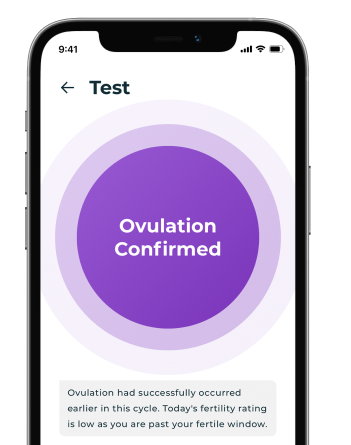 9:41
Test
Ovulation
Confirmed
Ovulation had successfully occurred
earlier in this cycle. Today's fertility rating
is low as you are past your fertile window.